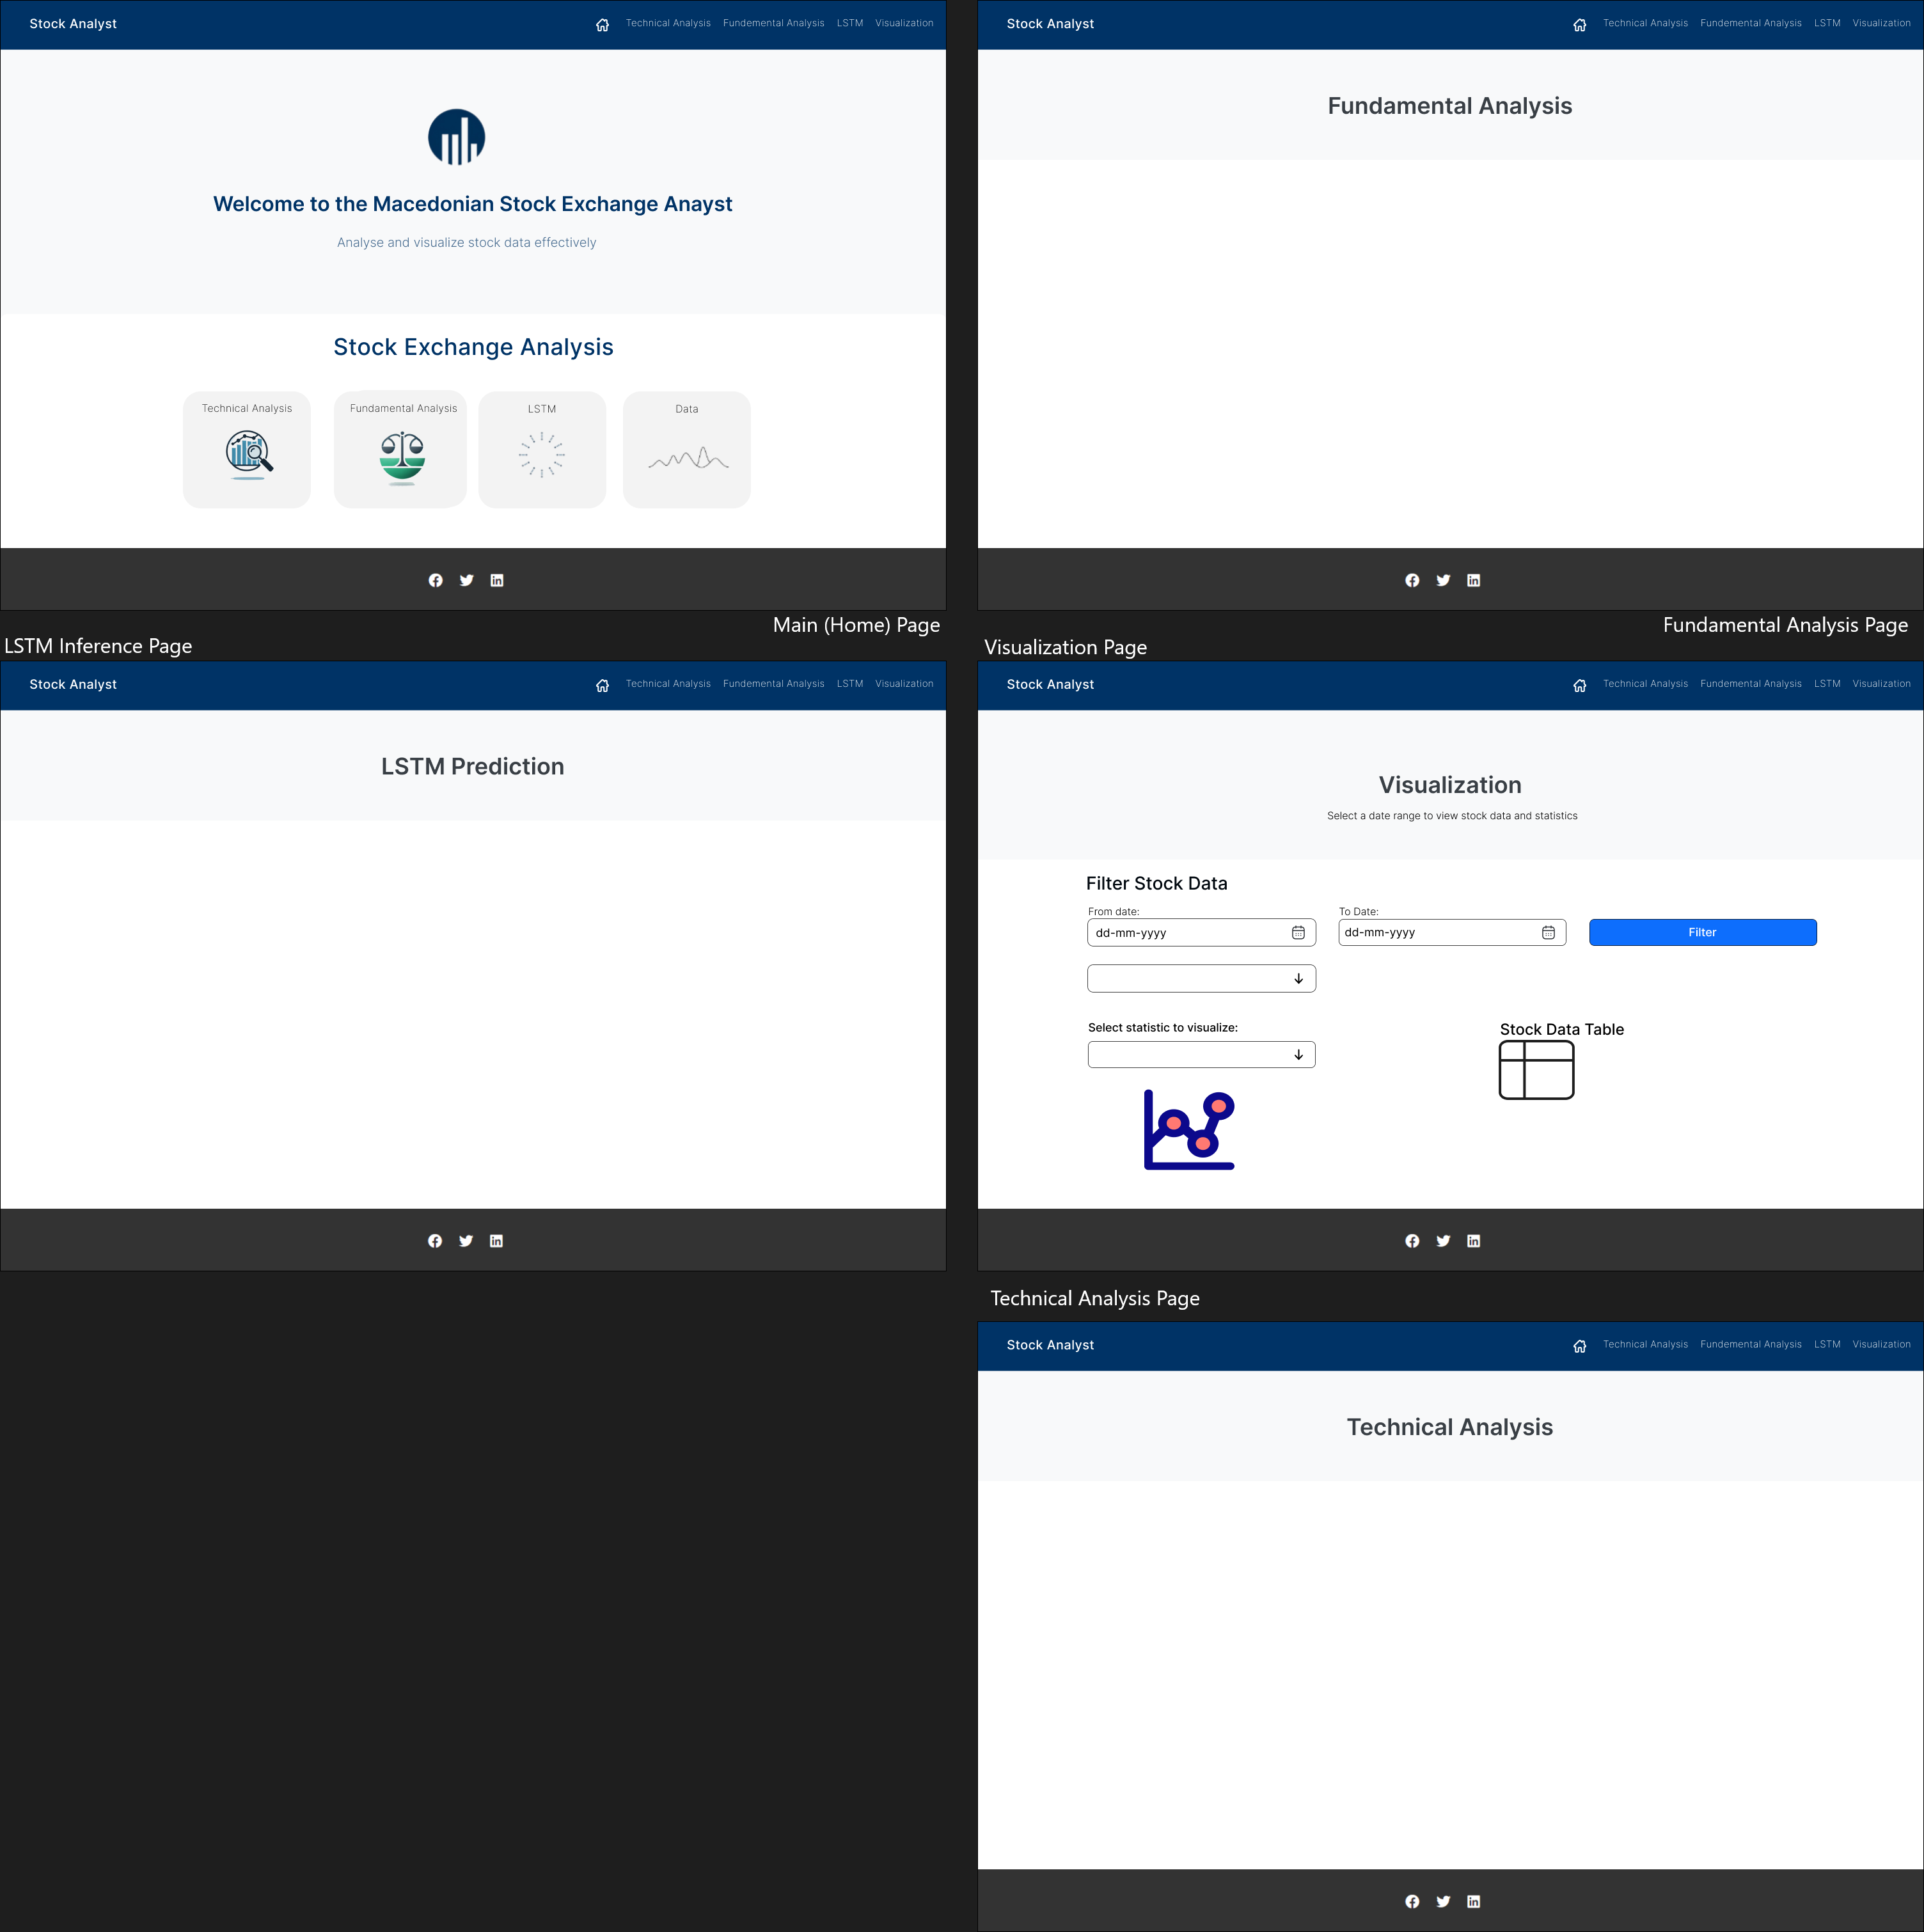 Stock Analyst
Technical Analysis Fundemental Analysis LSTM Visualization
Welcome to the Macedonian Stock Exchange Anayst
Analyse and visualize stock data effectively
Stock Exchange Analysis
Technical Analysis
Fundamental Analysis
LSTM
Data
Main (Home) Page
Stock Analyst
Technical Analysis Fundemental Analysis LSTM Visualization
Fundamental Analysis
Fundamental Analysis Page
LSTM Inference Page
Stock Analyst
Technical Analysis Fundemental Analysis LSTM Visualization
LSTM Prediction
Visualization Page
Stock Analyst
Technical Analysis Fundemental Analysis LSTM Visualization
Visualization
Select a date range to view stock data and statistics
Filter Stock Data
From date:
dd-mm-yyyy
To Date:
dd-mm-yyyy
Filter
Select statistic to visualize:
Stock Data Table
Technical Analysis Page
Stock Analyst
Technical Analysis Fundemental Analysis LSTM Visualization
Technical Analysis